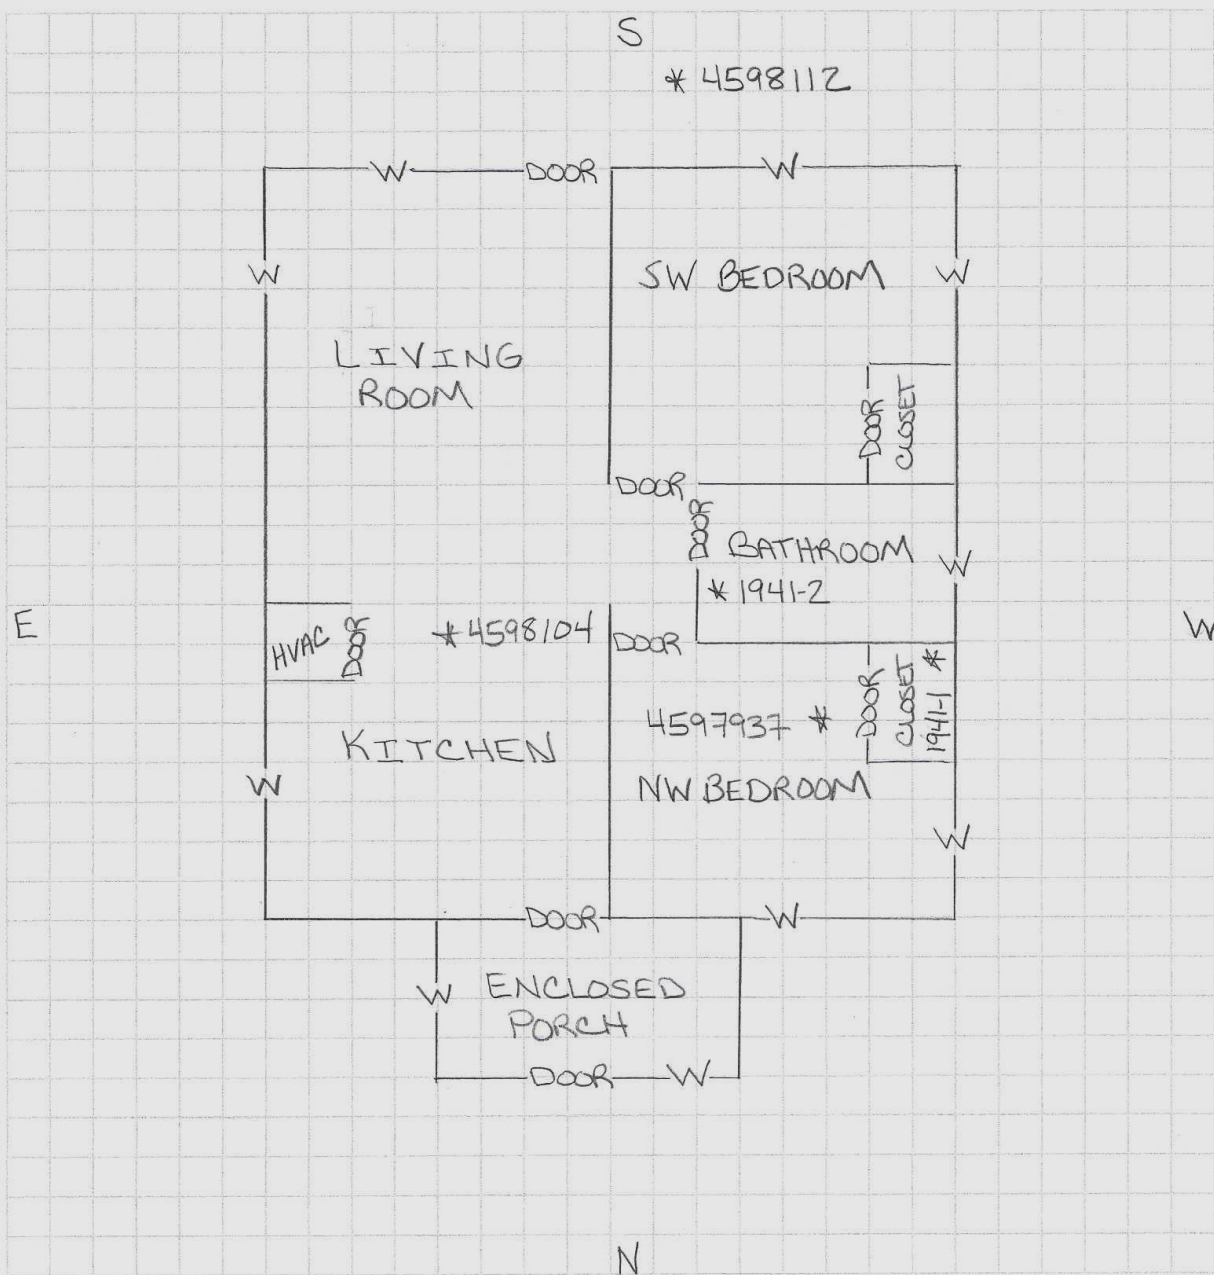 S
* 4598112
W DOOR W
W SW BEDROOM W
LIVING
ROOM
DOOR
CLOSET
DOOR
DOOR
BATHROOM W
* 1941-2
E
HVAC
DOOR
* 4598104
DOOR
W
4597937 *
DOOR
CLOSET
1941-1 *
KITCHEN
NW BEDROOM
W
W
DOOR W
W ENCLOSED
PORCH
DOOR W
N